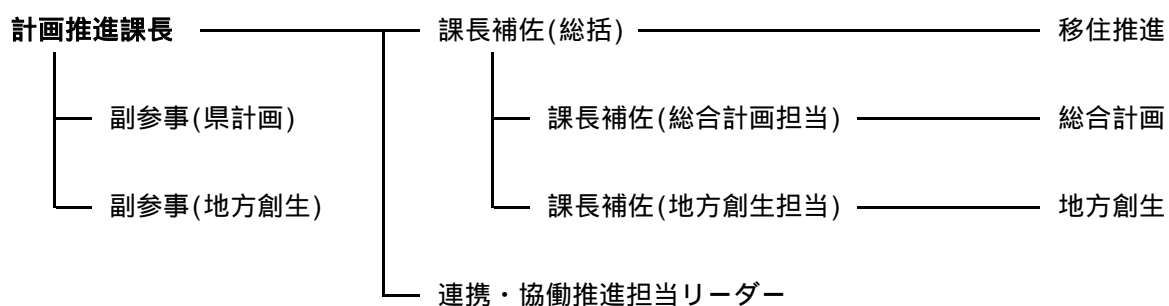 計画推進課長 課長補佐(総括) 移住推進
副参事(県計画) 課長補佐(総合計画担当) 総合計画
副参事(地方創生) 課長補佐(地方創生担当) 地方創生
連携・協働推進担当リーダー